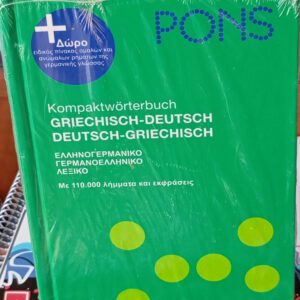 PONS
+
Δώρο
ειδικός πίνακας ομαλών και
ανώμαλων ρημάτων της
γερμανικής γλώσσας
Kompaktwörterbuch
GRIECHISCH-DEUTSCH
DEUTSCH-GRIECHISCH
ΕΛΛΗΝΟΓΕΡΜΑΝΙΚΟ
ΓΕΡΜΑΝΟΕΛΛΗΝΙΚΟ
ΛΕΞΙΚΟ
Με 110.000 λήμματα και εκφράσεις